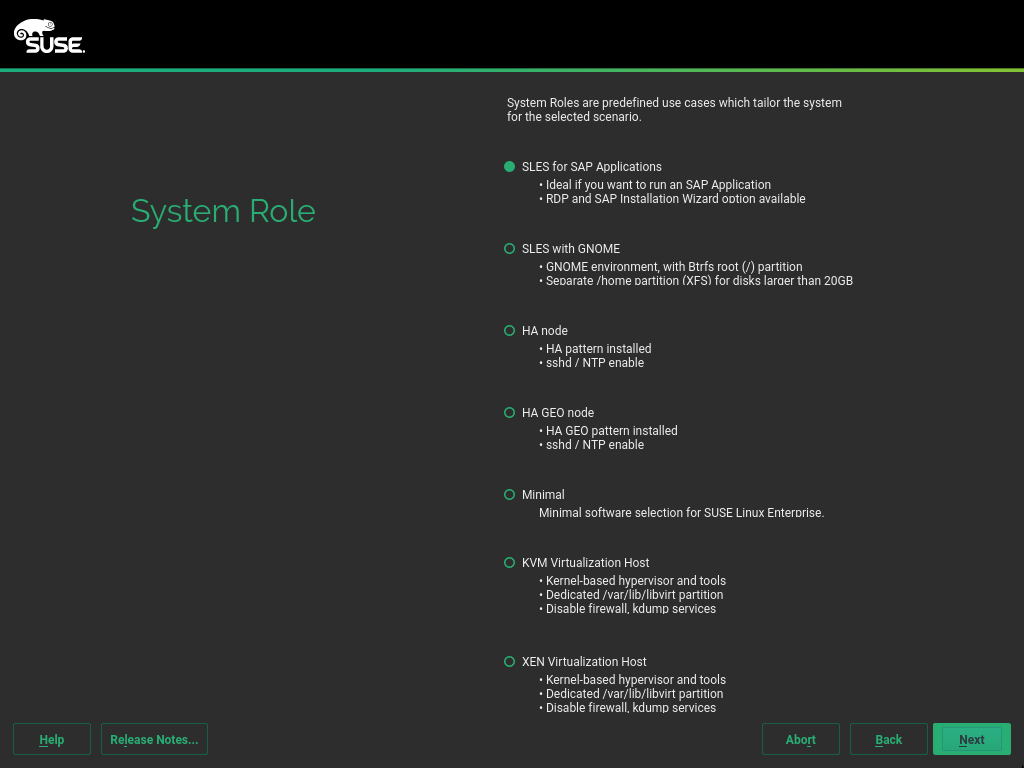 SUSE.
System Roles are predefined use cases which tailor the system
for the selected scenario.
System Role
SLES for SAP Applications
• Ideal if you want to run an SAP Application
• RDP and SAP Installation Wizard option available
SLES with GNOME
• GNOME environment, with Btrfs root (/) partition
• Separate /home partition (XFS) for disks larger than 20GB
HA node
• HA pattern installed
• sshd / NTP enable
HA GEO node
• HA GEO pattern installed
• sshd / NTP enable
Minimal
Minimal software selection for SUSE Linux Enterprise.
KVM Virtualization Host
• Kernel-based hypervisor and tools
• Dedicated /var/lib/libvirt partition
• Disable firewall, kdump services
XEN Virtualization Host
• Kernel-based hypervisor and tools
• Dedicated /var/lib/libvirt partition
• Disable firewall, kdump services
Help Release Notes... Abort Back Next